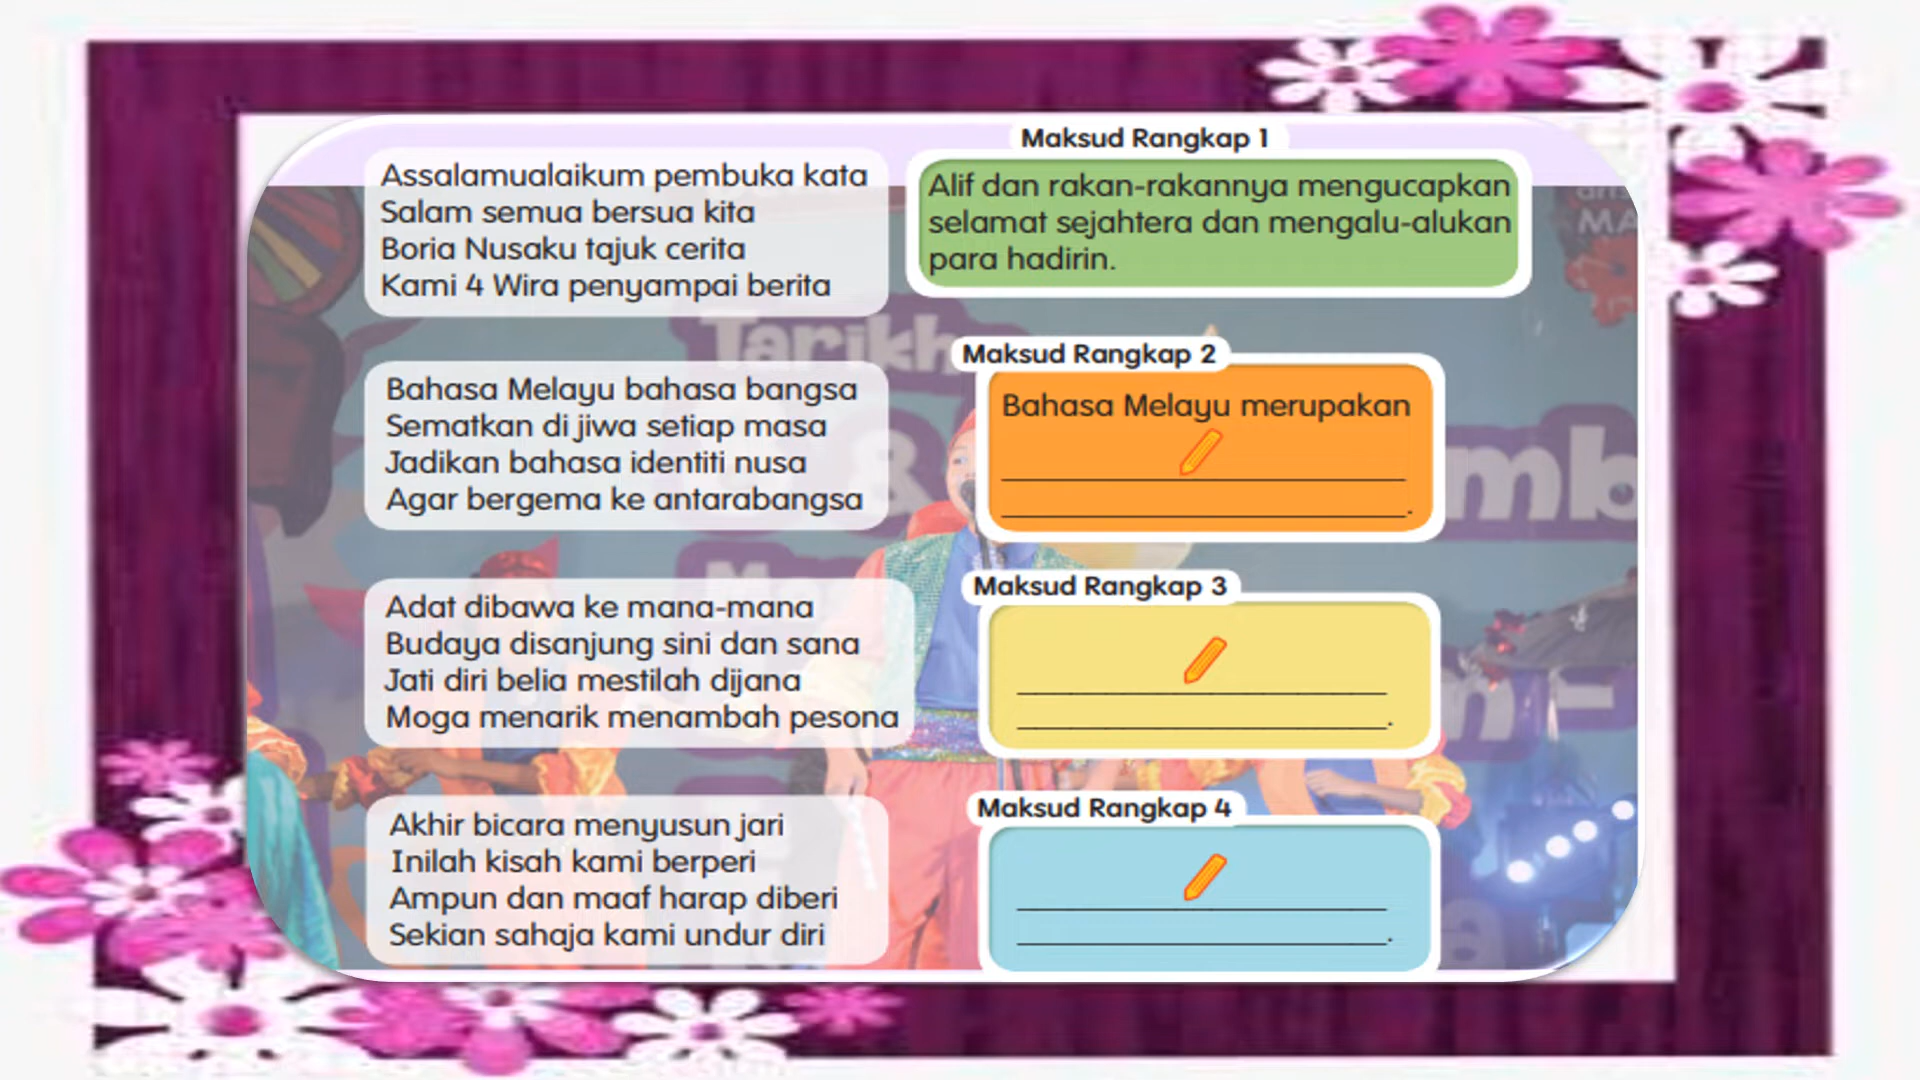 Maksud Rangkap 1
Assalamualaikum pembuka kata
Salam semua bersua kita
Boria Nusaku tajuk cerita
Kami 4 Wira penyampai berita
Alif dan rakan-rakannya mengucapkan
selamat sejahtera dan mengalu-alukan
para hadirin.
MA
Tarikh
Maksud Rangkap 2
Bahasa Melayu bahasa bangsa
Sematkan di jiwa setiap masa
Jadikan bahasa identiti nusa
Agar bergema ke antarabangsa
Bahasa Melayu merupakan
&
mb
Maksud Rangkap 3
Adat dibawa ke mana-mana
Budaya disanjung sini dan sana
Jati diri belia mestilah dijana
Moga menarik menambah pesona
Maksud Rangkap 4
Akhir bicara menyusun jari
Inilah kisah kami berperi
Ampun dan maaf harap diberi
Sekian sahaja kami undur diri